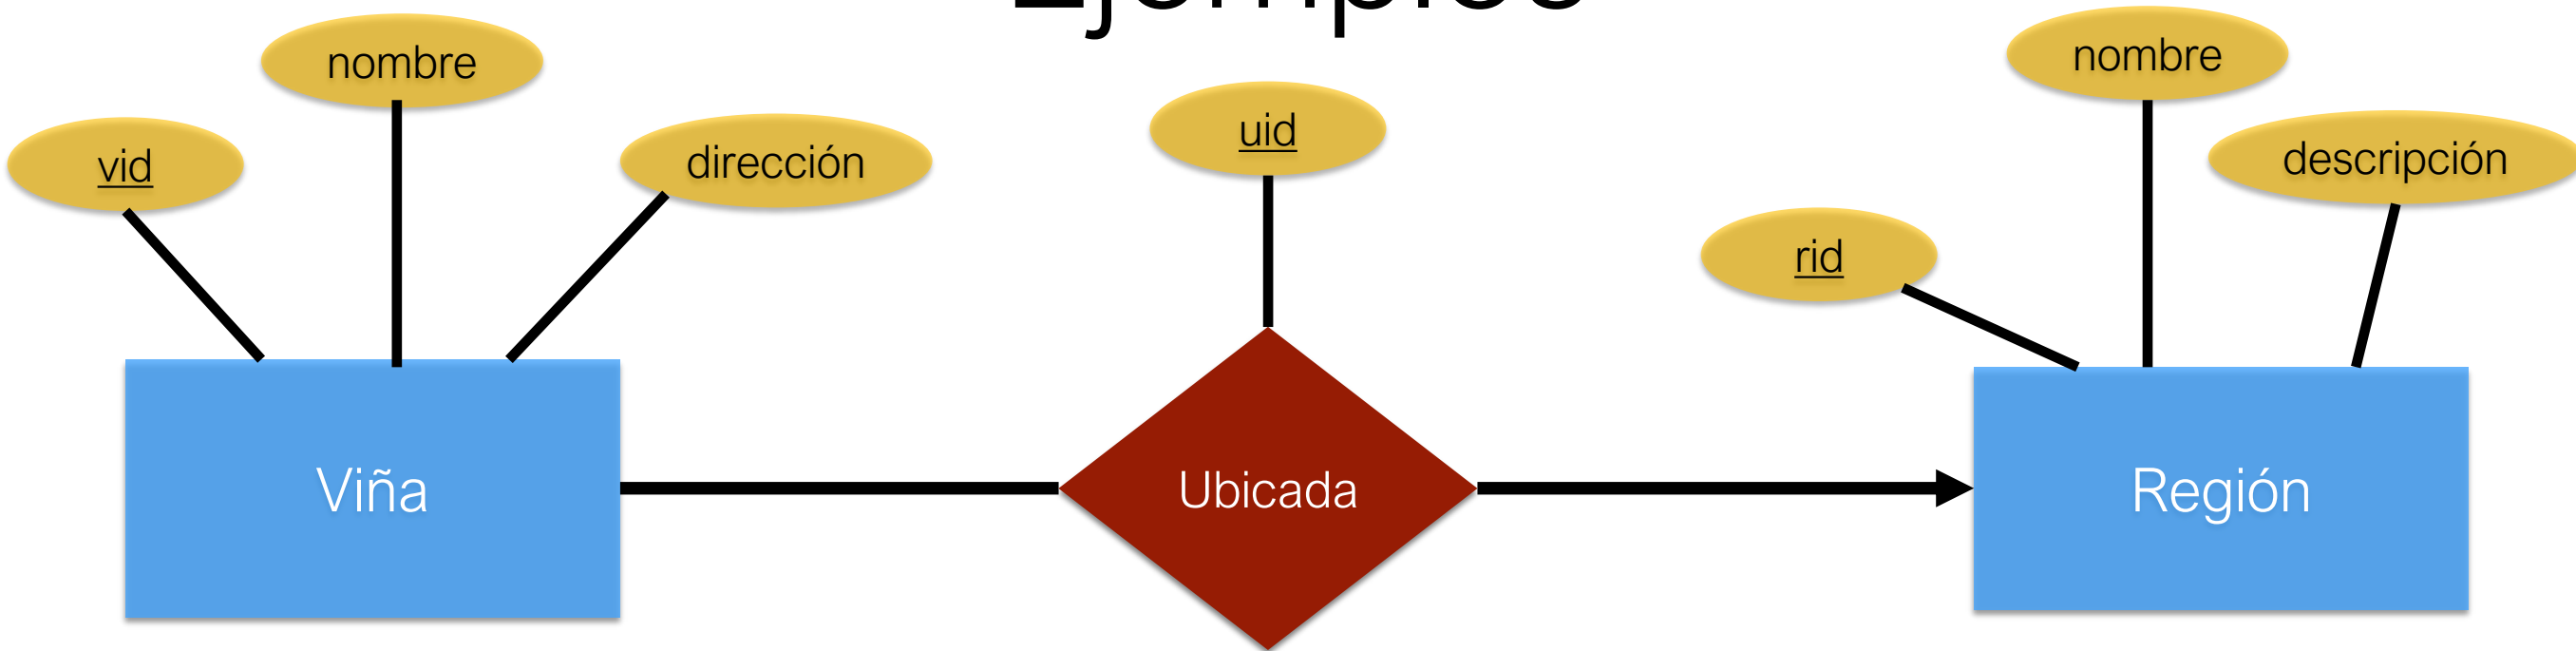 nombre
vid
dirección
uid
nombre
descripción
rid
Viña
Ubicada
Región